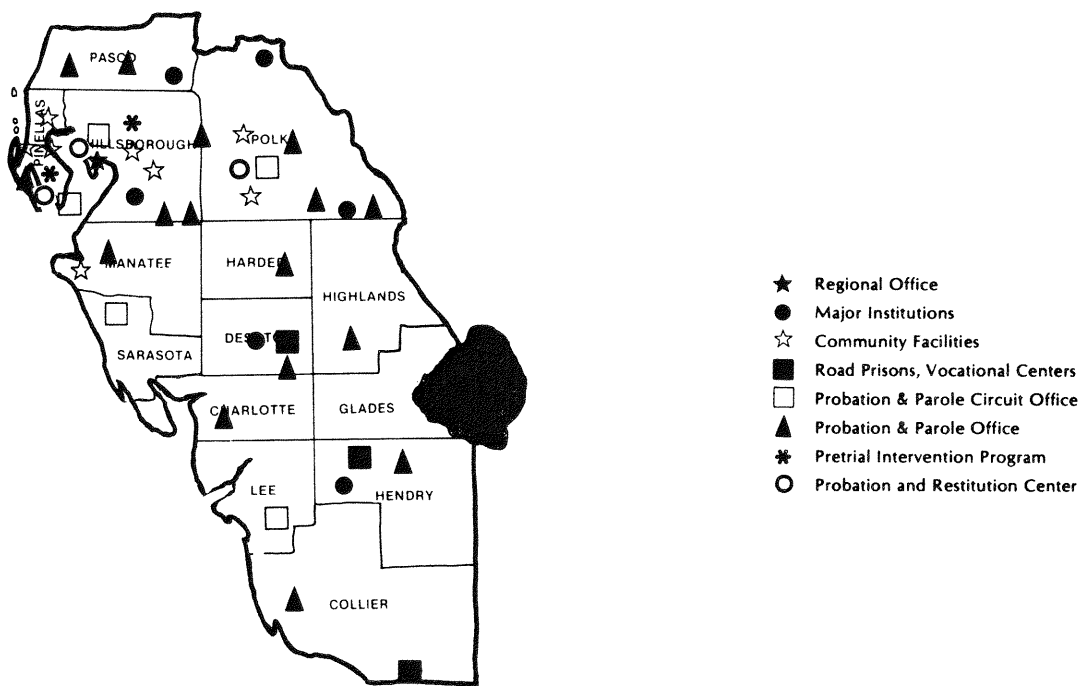 PASCO
PINELLAS
HILLSBOROUGH
POLK
MANATEE
HARDEE
HIGHLANDS
DESOTO
SARASOTA
CHARLOTTE
GLADES
LEE
HENDRY
COLLIER
Regional Office
Major Institutions
Community Facilities
Road Prisons, Vocational Centers
Probation & Parole Circuit Office
Probation & Parole Office
Pretrial Intervention Program
Probation and Restitution Center